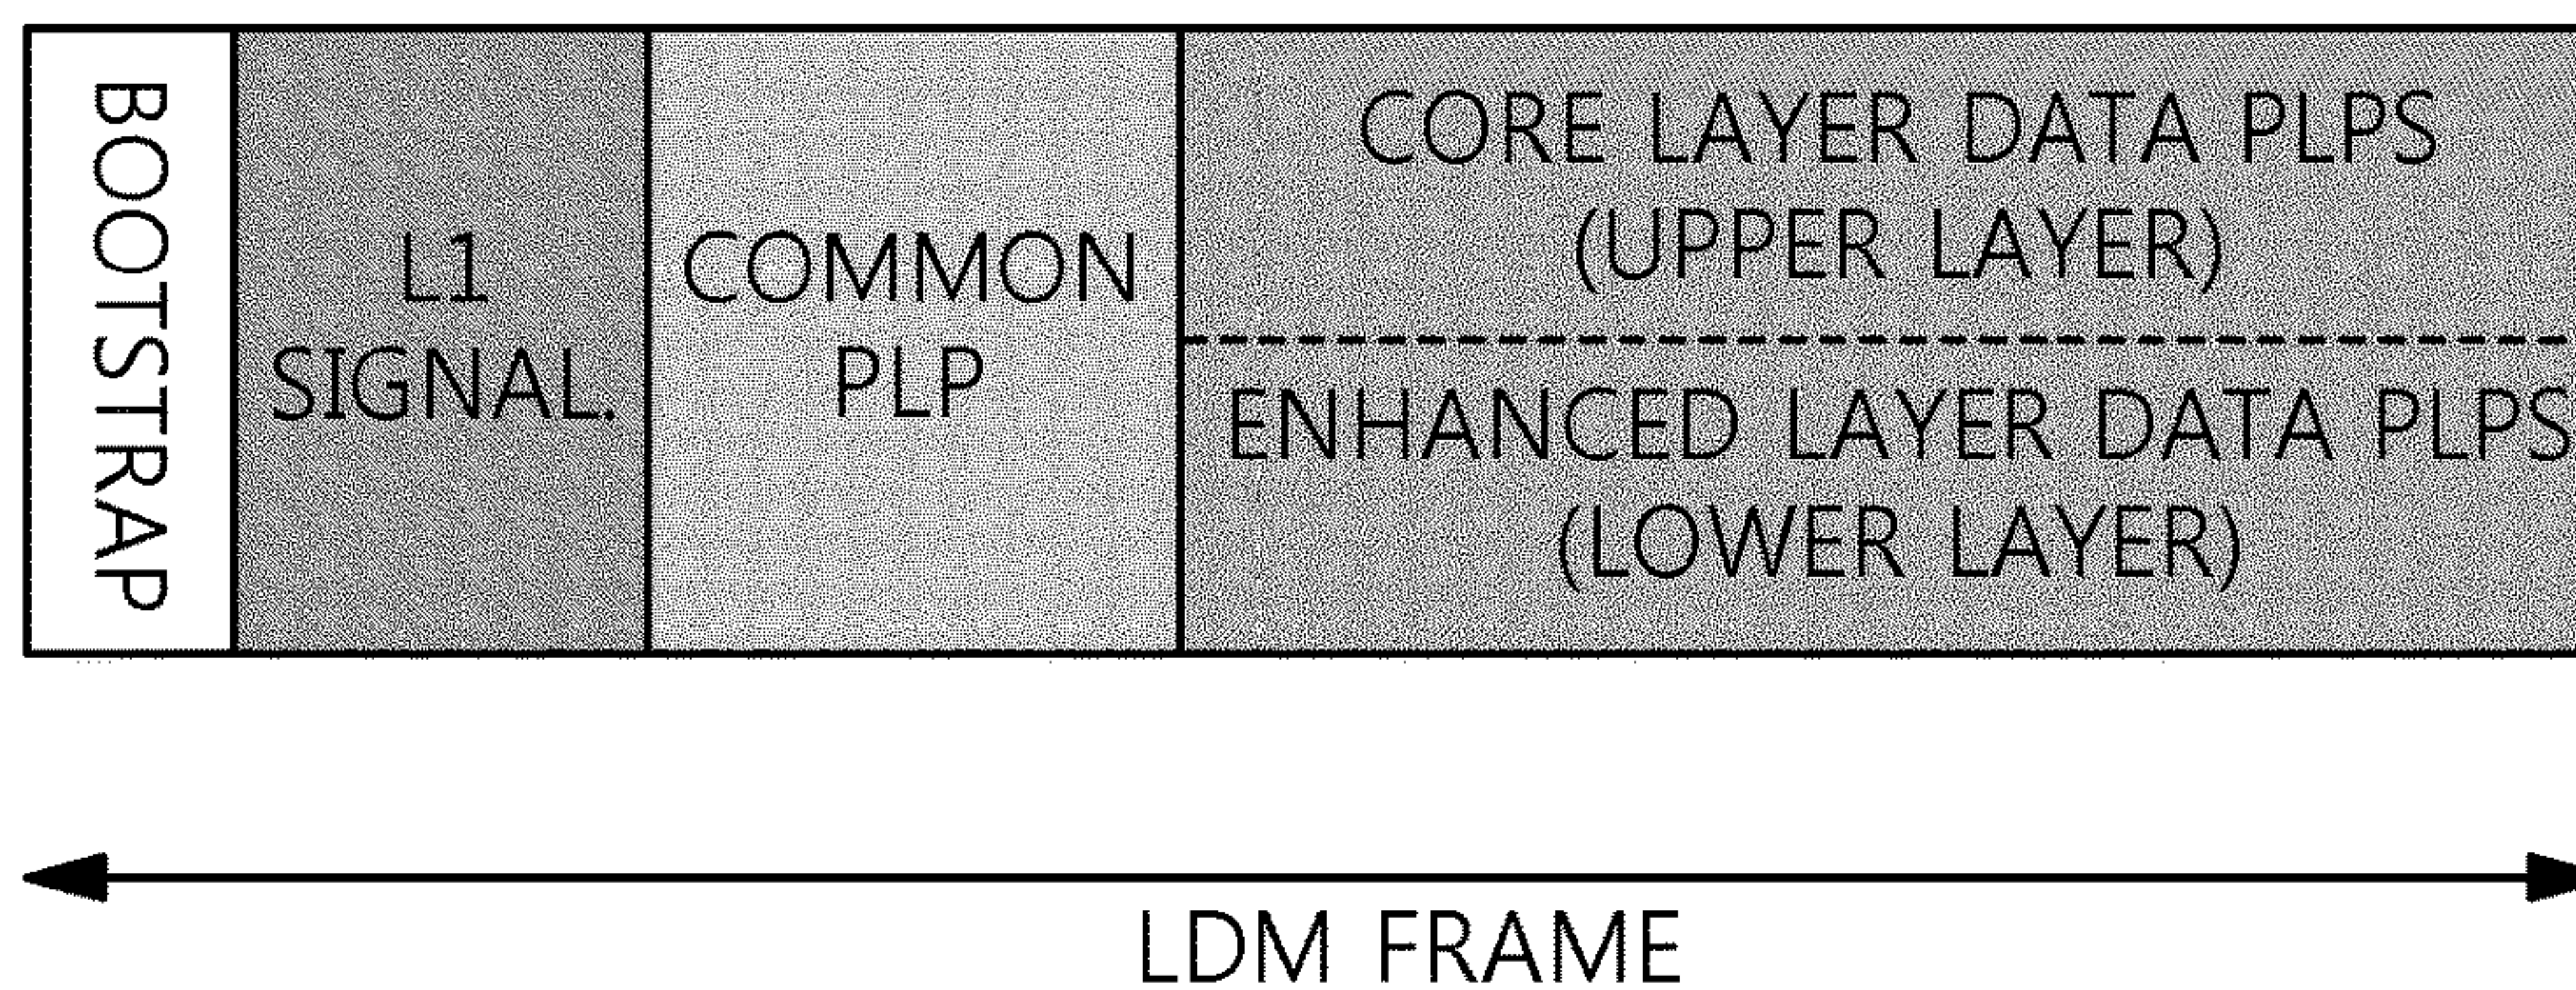 BOOTSTRAP
L1
SIGNAL.
COMMON
PLP
CORE LAYER DATA PLPS
(UPPER LAYER)
ENHANCED LAYER DATA PLPS
(LOWER LAYER)
LDM FRAME